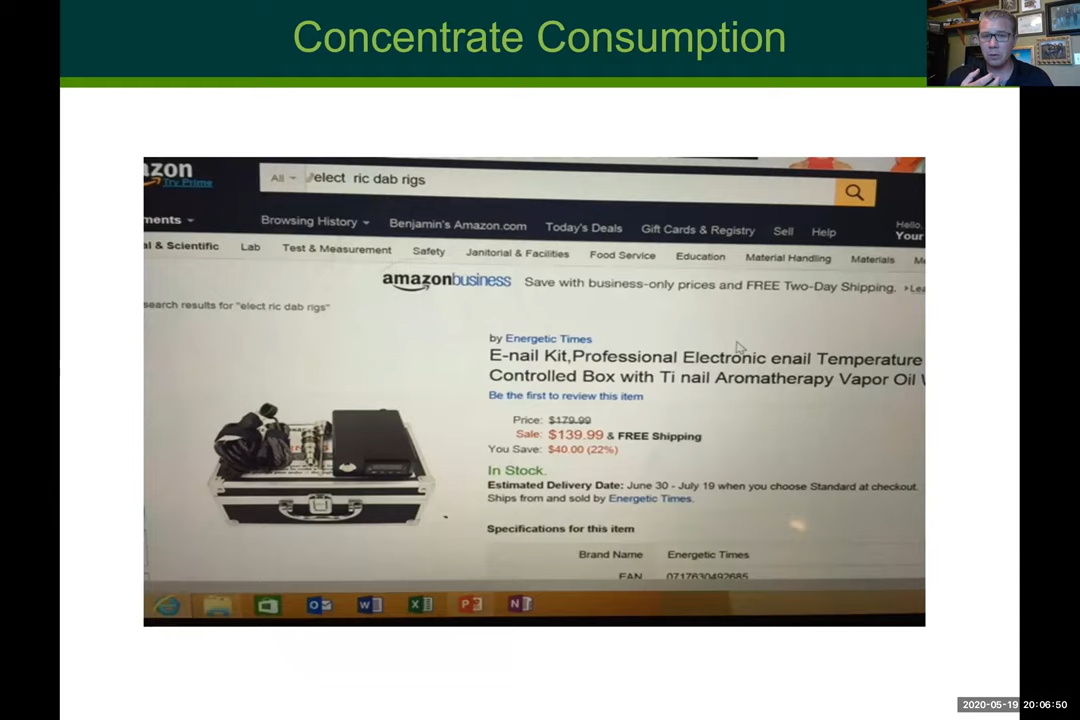 Concentrate Consumption
azon
Try Prime
All
elect ric dab rigs
ments
Browsing History
Benjamin's Amazon.com
Today's Deals
Gift Cards & Registry
Sell
Help
Hello,
Your
al & Scientific
Lab
Test & Measurement
Safety
Janitorial & Facilities
Food Service
Education
Material Handling
Materials
amazonbusiness Save with business-only prices and FREE Two-Day Shipping. ›Lea
search results for "elect ric dab rigs"
by Energetic Times
E-nail Kit,Professional Electronic enail Temperature
Controlled Box with Ti nail Aromatherapy Vapor Oil
Be the first to review this item
Price: $179.99
Sale: $139.99 & FREE Shipping
You Save: $40.00 (22%)
In Stock.
Estimated Delivery Date: June 30 - July 19 when you choose Standard at checkout.
Ships from and sold by Energetic Times.
Specifications for this item
Brand Name Energetic Times
EAN 0717630492685
2020-05-19 20:06:50